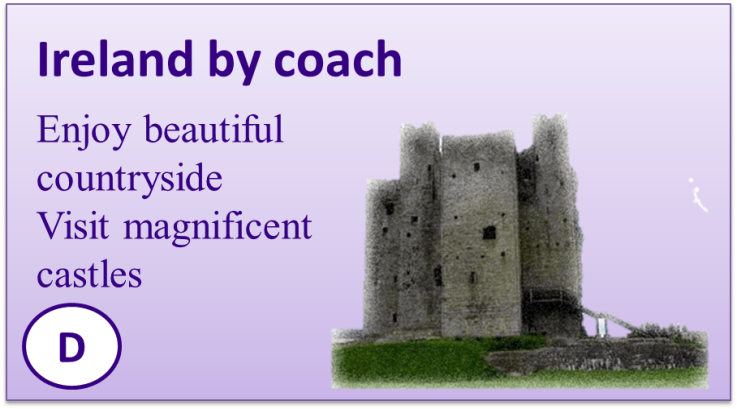 Ireland by coach
Enjoy beautiful
countryside
Visit magnificent
castles
D